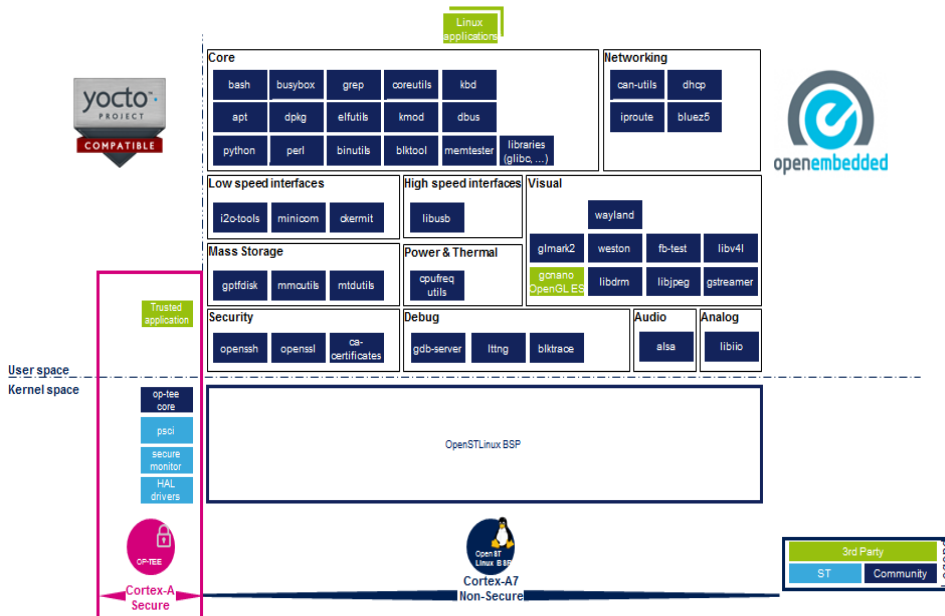 Linux
applications
Core
Networking
bash
busybox
grep
coreutils
kbd
can-utils
dhcp
apt
dpkg
elfutils
kmod
dbus
iproute
bluez5
python
perl
binutils
blktool
memtester
libraries
(glibc, ...)
yocto
PROJECT
COMPATIBLE
openembedded
Low speed interfaces
High speed interfaces
Visual
i2c-tools
minicom
ckermit
libusb
wayland
glmark2
weston
fb-test
libv4l
Mass Storage
Power & Thermal
gptfdisk
mmcutils
mtdutils
cpufreq
utils
gcnano
OpenGL ES
libdrm
libjpeg
gstreamer
Trusted
application
Security
Debug
Audio
Analog
openssh
openssl
ca-
certificates
gdb-server
lttng
blktrace
alsa
libiio
User space
Kernel space
op-tee
core
psci
secure
monitor
HAL
drivers
OpenSTLinux BSP
OP-TEE
Open ST
Linux BSP
Cortex-A
Secure
Cortex-A7
Non-Secure
3rd Party
ST
Community